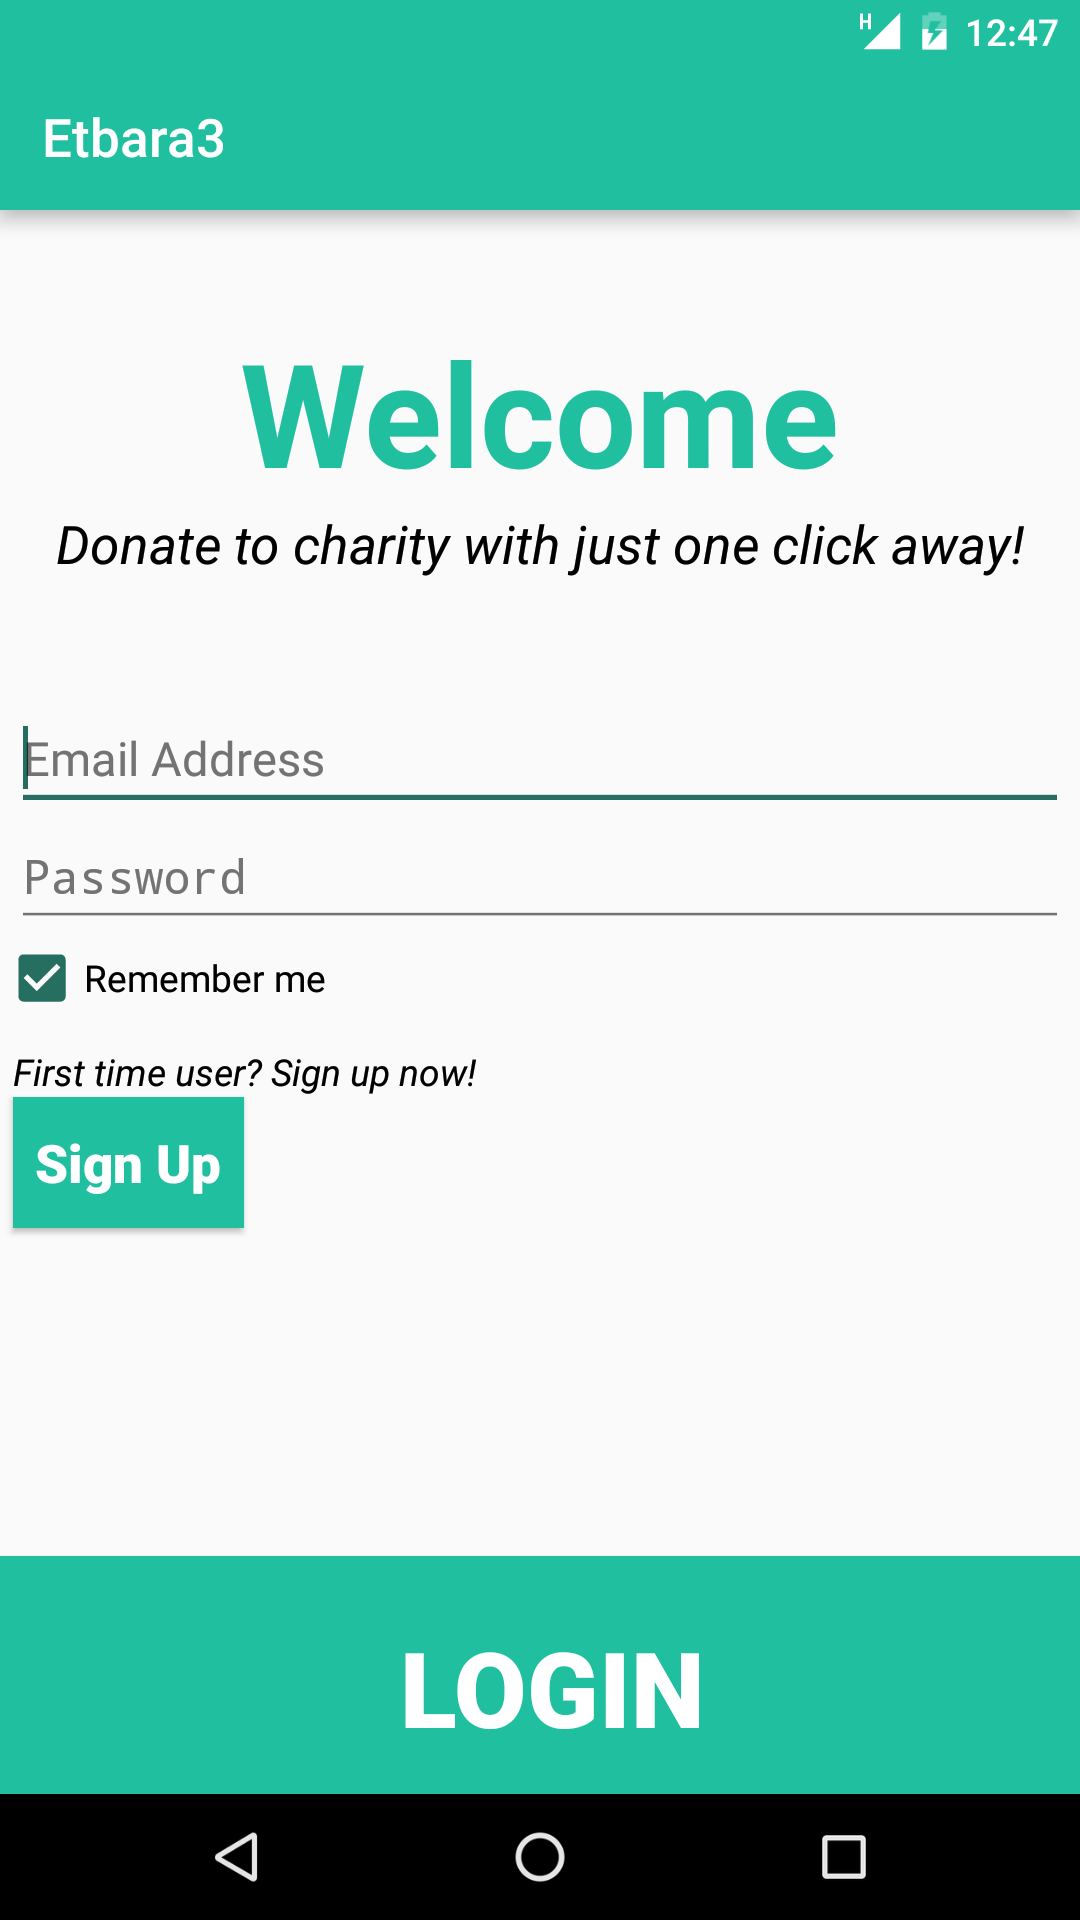 H 12:47
Etbara3
Welcome
Donate to charity with just one click away!
Email Address
Password
Remember me
First time user? Sign up now!
Sign Up
LOGIN